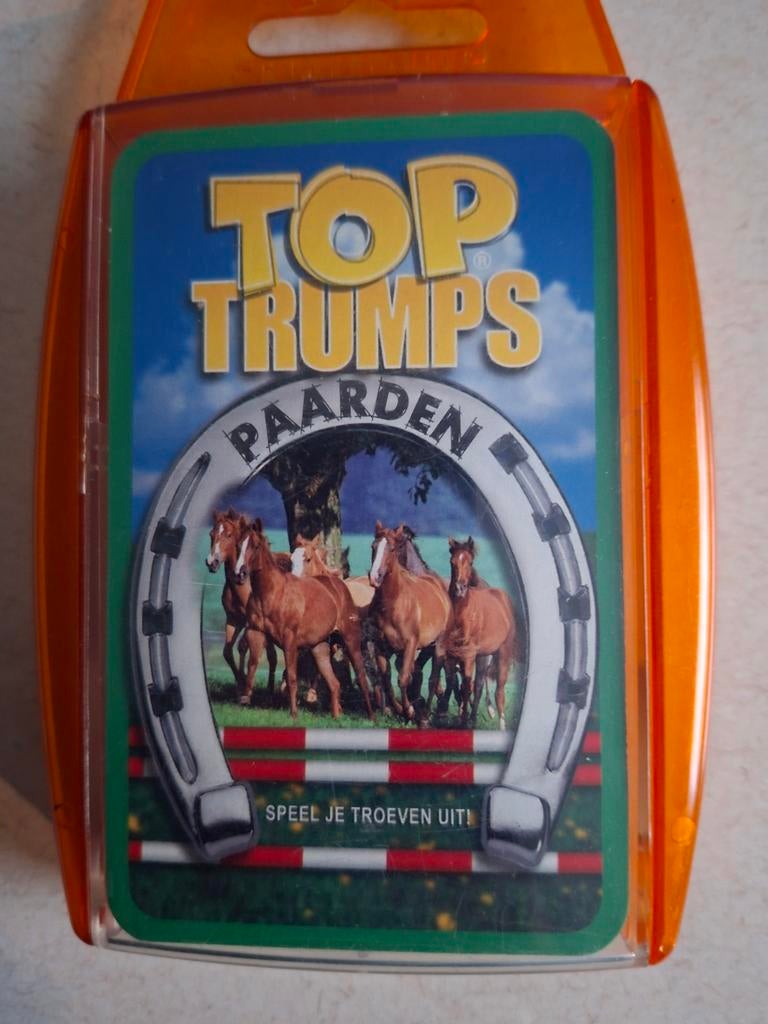 TOP
TRUMPS
®
PAARDEN
SPEEL JE TROEVEN UIT!